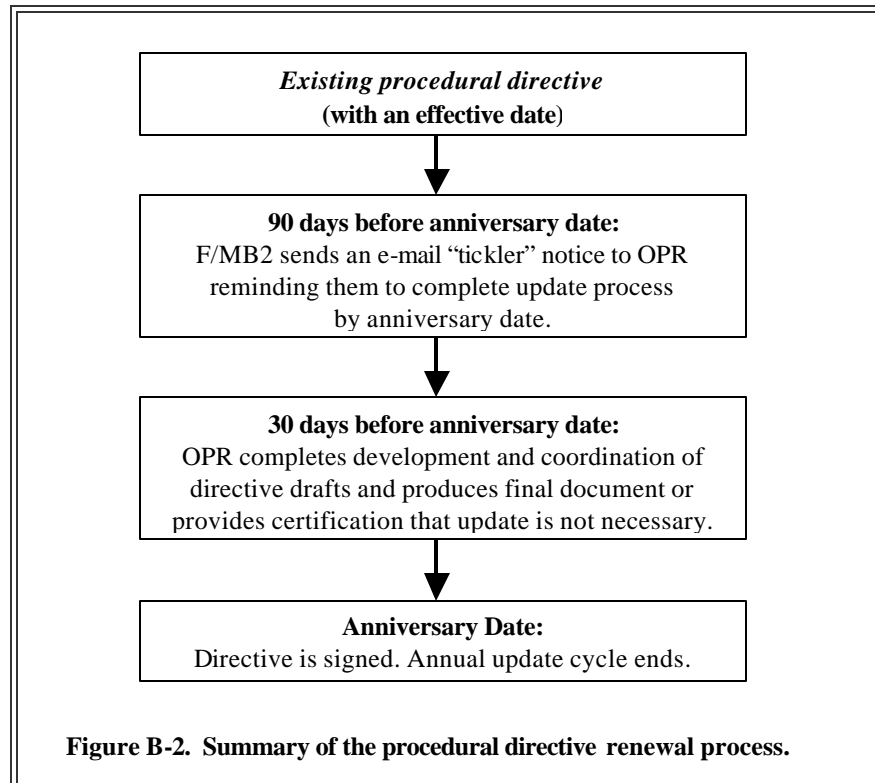 Existing procedural directive
(with an effective date)
90 days before anniversary date:
F/MB2 sends an e-mail “tickler” notice to OPR
reminding them to complete update process
by anniversary date.
30 days before anniversary date:
OPR completes development and coordination of
directive drafts and produces final document or
provides certification that update is not necessary.
Anniversary Date:
Directive is signed. Annual update cycle ends.
Figure B-2. Summary of the procedural directive renewal process.